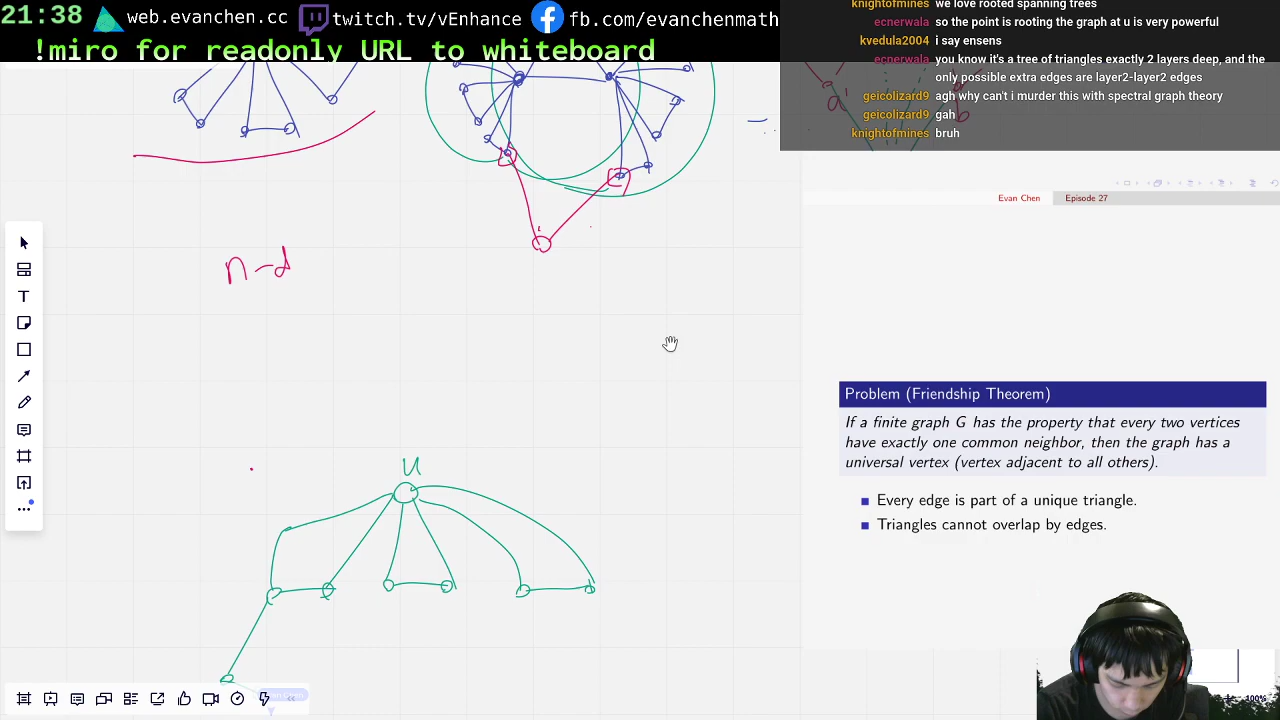 21:38 web.evanchen.cc twitch.tv/vEnhance fb.com/evanchenmath
!miro for readonly URL to whiteboard
knightofmines we love rooted spanning trees
ecnerwala so the point is rooting the graph at u is very powerful
kvedula2004 i say ensens
ecnerwala you know it's a tree of triangles exactly 2 layers deep, and the
only possible extra edges are layer2-layer2 edges
geicolizard9 agh why can't i murder this with spectral graph theory
geicolizard9 gah
knightofmines bruh
n-d
u
Evan Chen Episode 27
Problem (Friendship Theorem)
If a finite graph G has the property that every two vertices
have exactly one common neighbor, then the graph has a
universal vertex (vertex adjacent to all others).
Every edge is part of a unique triangle.
Triangles cannot overlap by edges.
100%